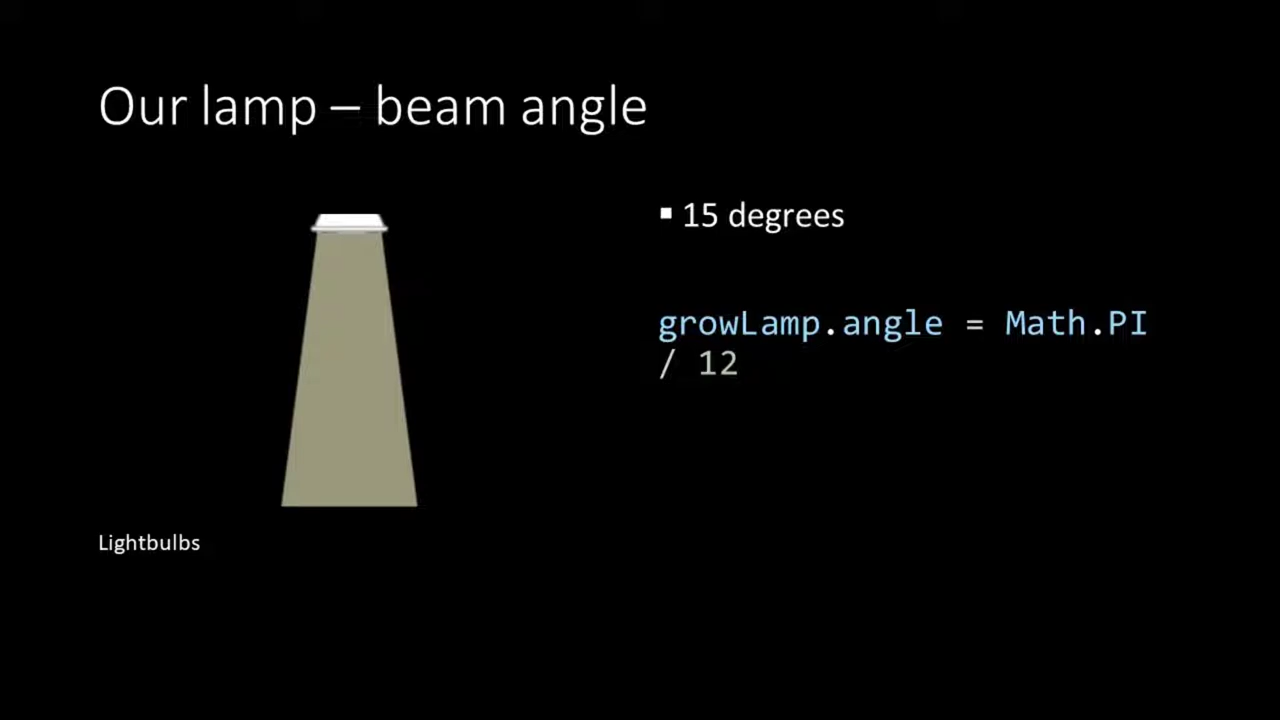 Our lamp – beam angle
▪ 15 degrees
growLamp.angle = Math.PI
/ 12
Lightbulbs